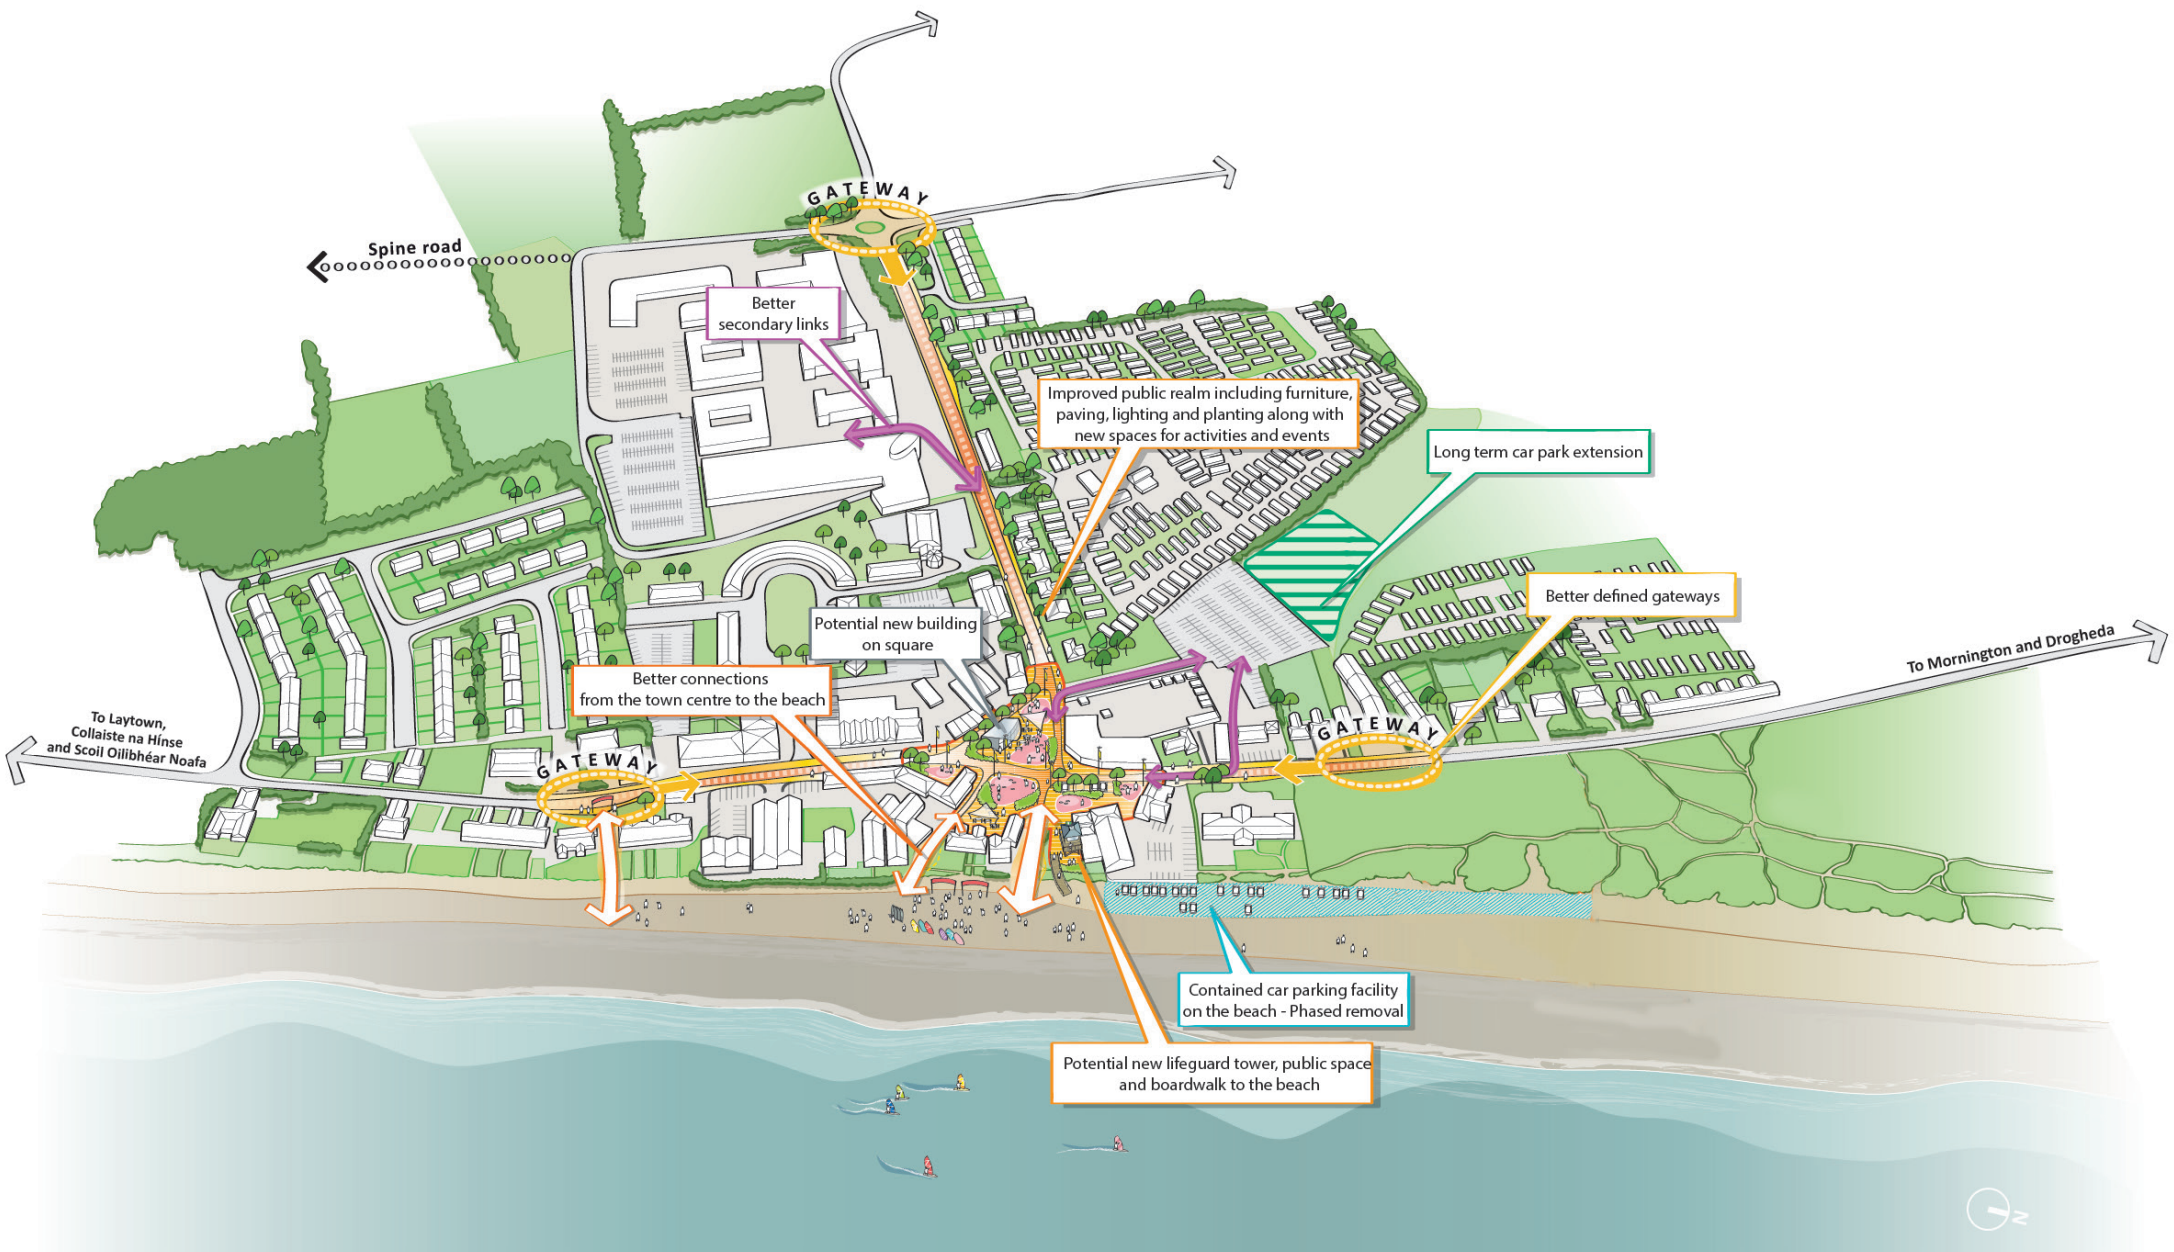 GATEWAY
Spine road
Better
secondary links
Improved public realm including furniture,
paving, lighting and planting along with
new spaces for activities and events
Long term car park extension
Better defined gateways
Potential new building
on square
To Mornington and Drogheda
Better connections
from the town centre to the beach
To Laytown,
Collaiste na Hínse
and Scoil Oilibhéar Noafa
GATEWAY
GATEWAY
Contained car parking facility
on the beach - Phased removal
Potential new lifeguard tower, public space
and boardwalk to the beach
N